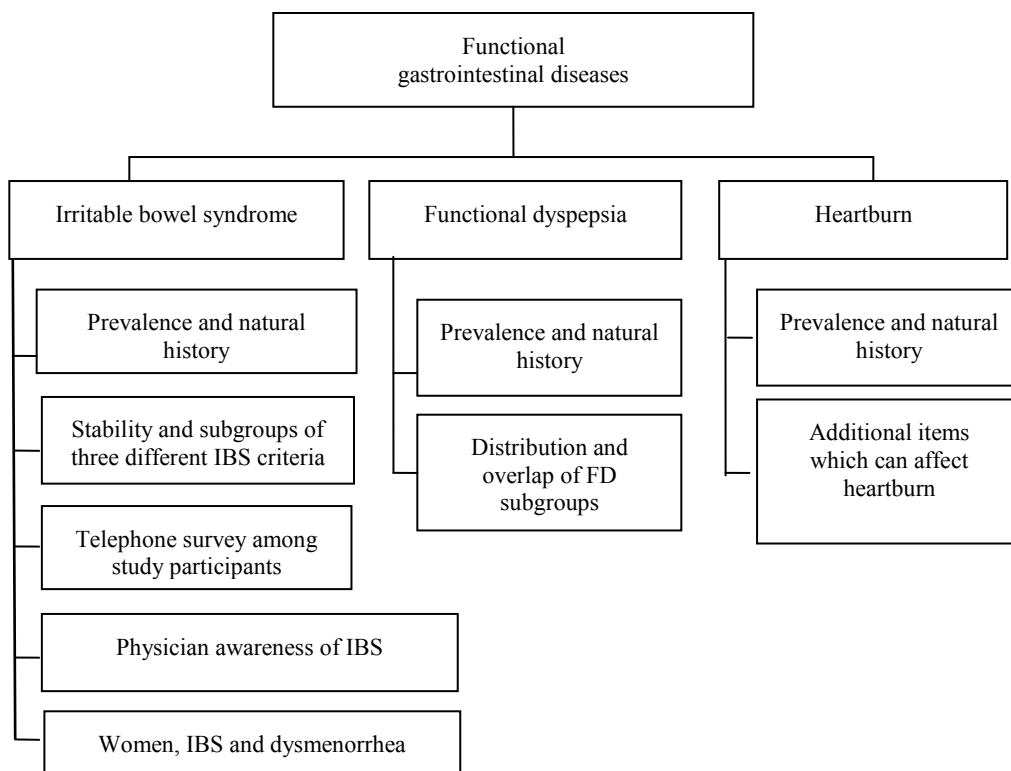 Functional
gastrointestinal diseases
Irritable bowel syndrome
Functional dyspepsia
Heartburn
Prevalence and natural
history
Stability and subgroups of
three different IBS criteria
Telephone survey among
study participants
Physician awareness of IBS
Women, IBS and dysmenorrhea
Prevalence and natural
history
Distribution and
overlap of FD
subgroups
Prevalence and natural
history
Additional items
which can affect
heartburn